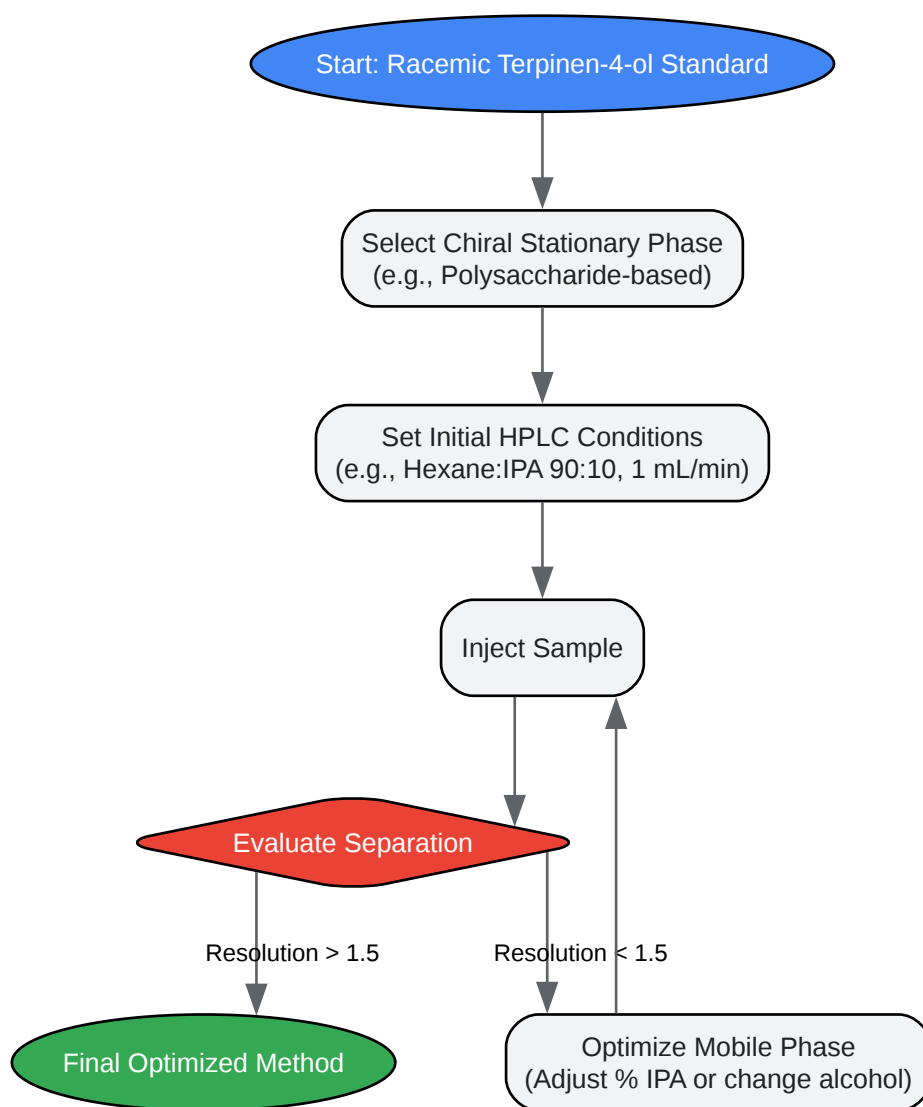 Start: Racemic Terpinen-4-ol Standard
Select Chiral Stationary Phase
(e.g., Polysaccharide-based)
Set Initial HPLC Conditions
(e.g., Hexane:IPA 90:10, 1 mL/min)
Inject Sample
Evaluate Separation
Resolution > 1.5
Resolution < 1.5
Final Optimized Method
Optimize Mobile Phase
(Adjust % IPA or change alcohol)